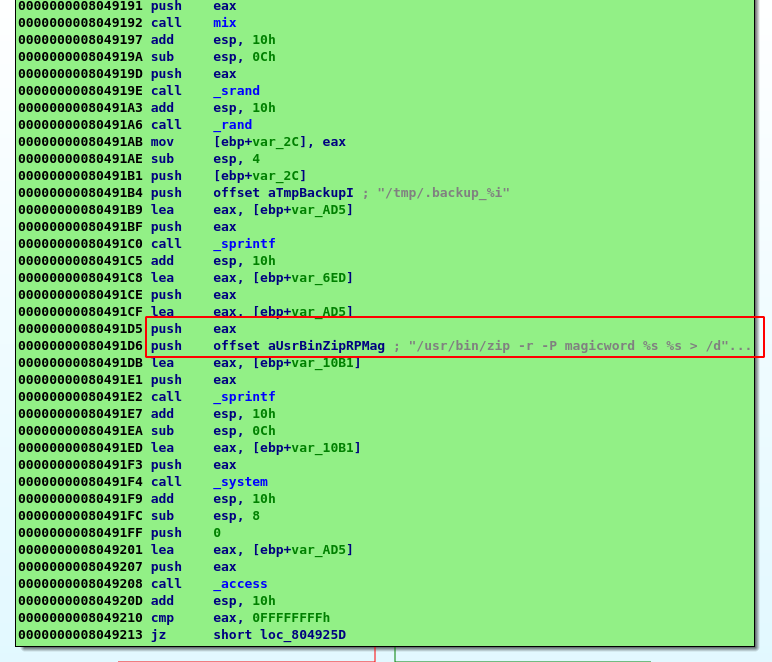 0000000008049191 push    eax
0000000008049192 call    mix
0000000008049197 add     esp, 10h
000000000804919A sub     esp, 0Ch
000000000804919D push    eax
000000000804919E call    _srand
00000000080491A3 add     esp, 10h
00000000080491A6 call    _rand
00000000080491AB mov     [ebp+var_2C], eax
00000000080491AE sub     esp, 4
00000000080491B1 push    [ebp+var_2C]
00000000080491B4 push    offset aTmpBackupI ; "/tmp/.backup_%i"
00000000080491B9 lea     eax, [ebp+var_AD5]
00000000080491BF push    eax
00000000080491C0 call    _sprintf
00000000080491C5 add     esp, 10h
00000000080491C8 lea     eax, [ebp+var_6ED]
00000000080491CE push    eax
00000000080491CF lea     eax, [ebp+var_AD5]
00000000080491D5 push    eax
00000000080491D6 push    offset aUsrBinZipRPMag ; "/usr/bin/zip -r -P magicword %s %s > /d"...
00000000080491DB lea     eax, [ebp+var_10B1]
00000000080491E1 push    eax
00000000080491E2 call    _sprintf
00000000080491E7 add     esp, 10h
00000000080491EA sub     esp, 0Ch
00000000080491ED lea     eax, [ebp+var_10B1]
00000000080491F3 push    eax
00000000080491F4 call    _system
00000000080491F9 add     esp, 10h
00000000080491FC sub     esp, 8
00000000080491FF push    0
0000000008049201 lea     eax, [ebp+var_AD5]
0000000008049207 push    eax
0000000008049208 call    _access
000000000804920D add     esp, 10h
0000000008049210 cmp     eax, 0FFFFFFFFh
0000000008049213 jz      short loc_804925D